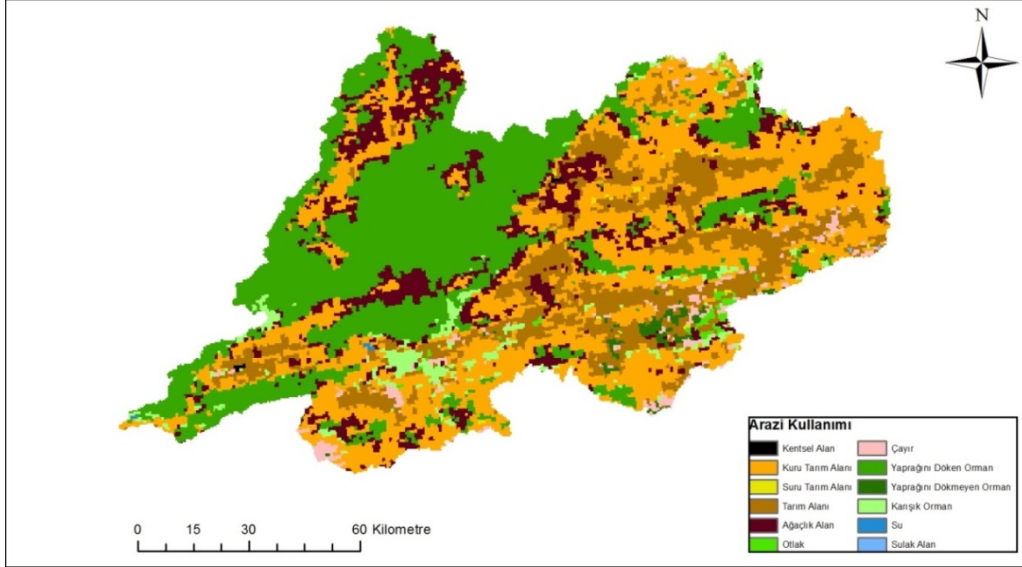 N
Arazi Kullanımı
Kentsel Alan
Çayır
Kuru Tarım Alanı
Yaprağını Döken Orman
Suru Tarım Alanı
Yaprağını Dökmeyen Orman
Tarım Alanı
Karışık Orman
Ağaçlık Alan
Su
Otlak
Sulak Alan
0 15 30 60 Kilometre